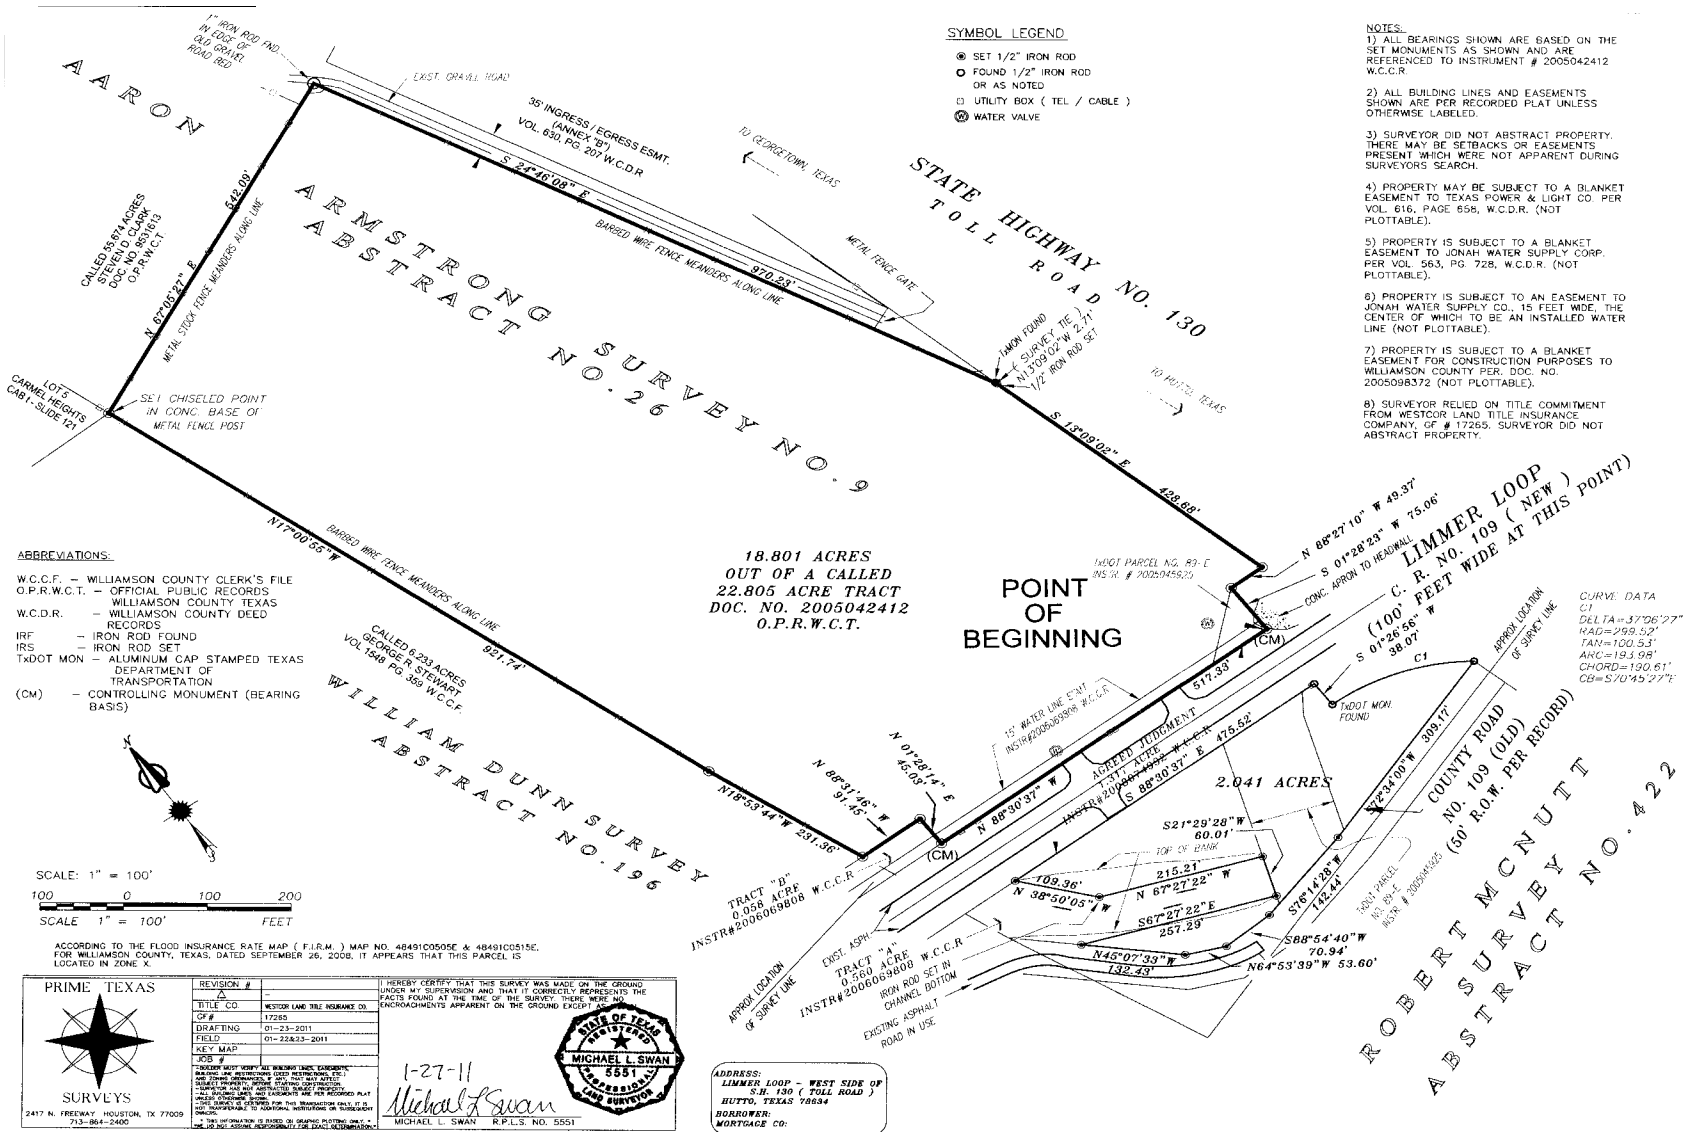 1" IRON ROD FND.
IN EDGE OF
OLD GRAVEL
ROAD BED
AARON
EXIST. GRAVEL ROAD
35' INGRESS / EGRESS ESMT.
(ANNEX "B")
VOL. 630, PG. 207 W.C.D.R
S 24°46'08" E
970.23'
BARBED WIRE FENCE MEANDERS ALONG LINE
TO GEORGETOWN, TEXAS
STATE HIGHWAY NO. 130
TOLL ROAD
METAL FENCE GATE
SYMBOL LEGEND
SET 1/2" IRON ROD
FOUND 1/2" IRON ROD
OR AS NOTED
UTILITY BOX ( TEL / CABLE )
WATER VALVE
NOTES:
1) ALL BEARINGS SHOWN ARE BASED ON THE
SET MONUMENTS AS SHOWN AND ARE
REFERENCED TO INSTRUMENT # 2005042412
W.C.C.R.
2) ALL BUILDING LINES AND EASEMENTS
SHOWN ARE PER RECORDED PLAT UNLESS
OTHERWISE LABELED.
3) SURVEYOR DID NOT ABSTRACT PROPERTY.
THERE MAY BE SETBACKS OR EASEMENTS
PRESENT WHICH WERE NOT APPARENT DURING
SURVEYORS SEARCH.
4) PROPERTY MAY BE SUBJECT TO A BLANKET
EASEMENT TO TEXAS POWER & LIGHT CO. PER
VOL. 616, PAGE 658, W.C.D.R. (NOT
PLOTTABLE).
5) PROPERTY IS SUBJECT TO A BLANKET
EASEMENT TO JONAH WATER SUPPLY CORP.
PER VOL. 563, PG. 728, W.C.D.R. (NOT
PLOTTABLE).
6) PROPERTY IS SUBJECT TO AN EASEMENT TO
JONAH WATER SUPPLY CO., 15 FEET WIDE, THE
CENTER OF WHICH TO BE AN INSTALLED WATER
LINE (NOT PLOTTABLE).
7) PROPERTY IS SUBJECT TO A BLANKET
EASEMENT FOR CONSTRUCTION PURPOSES TO
WILLIAMSON COUNTY PER. DOC. NO.
2005098372 (NOT PLOTTABLE).
8) SURVEYOR RELIED ON TITLE COMMITMENT
FROM WESTCOR LAND TITLE INSURANCE
COMPANY, GF # 17265. SURVEYOR DID NOT
ABSTRACT PROPERTY.
CALLED 55.674 ACRES
STEVEN D. CLARK
DOC. NO. 9531613
O.P.R.W.C.T.
N 67°05'27" E
642.09'
METAL STOCK FENCE MEANDERS ALONG LINE
ARMSTRONG SURVEY NO. 9
ABSTRACT NO. 26
TxMON FOUND
( SURVEY TIE )
N13°09'02"W 2.71'
1/2" IRON ROD SET
TO HUTTO, TEXAS
S 13°09'02" E
428.68'
LOT 5
CARMEL HEIGHTS
CAB I - SLIDE 121
SET CHISELED POINT
IN CONC. BASE OF
METAL FENCE POST
N17°00'55"W
921.74'
BARBED WIRE FENCE MEANDERS ALONG LINE
CALLED 6.233 ACRES
GEORGE R. STEWART
VOL 1548 PG. 359 W.C.C.F.
WILLIAM DUNN SURVEY
ABSTRACT NO. 196
18.801 ACRES
OUT OF A CALLED
22.805 ACRE TRACT
DOC. NO. 2005042412
O.P.R.W.C.T.
POINT
OF
BEGINNING
TxDOT PARCEL NO. 89-E
INSTR. # 2005045925
N 88°27'10" W 49.37'
S 01°28'23" W 75.06'
CONC. APRON TO HEADWALL
(CM)
LIMMER LOOP
C. R. NO. 109 ( NEW )
(100' FEET WIDE AT THIS POINT)
S 01°26'56" W
38.07'
APPROX LOCATION
OF SURVEY LINE
CURVE DATA
C1
DELTA=37°06'27"
RAD=299.52'
TAN=100.53'
ARC=193.98'
CHORD=190.61'
CB=S70°45'27"E
C1
TxDOT MON.
FOUND
ABBREVIATIONS:
W.C.C.F. – WILLIAMSON COUNTY CLERK'S FILE
O.P.R.W.C.T. – OFFICIAL PUBLIC RECORDS
WILLIAMSON COUNTY TEXAS
W.C.D.R. – WILLIAMSON COUNTY DEED
RECORDS
IRF – IRON ROD FOUND
IRS – IRON ROD SET
TxDOT MON – ALUMINUM CAP STAMPED TEXAS
DEPARTMENT OF
TRANSPORTATION
(CM) – CONTROLLING MONUMENT (BEARING
BASIS)
N
S
N18°53'44"W 231.36'
N 88°31'46" W
91.45'
N 01°28'14" E
45.03'
(CM)
N 88°30'37" W
517.33'
15' WATER LINE ESMT
INSTR#2006069808 W.C.C.R
AGREED JUDGMENT
S 88°30'37" E 475.52'
2.041 ACRES
S72°34'00"W 309.17'
COUNTY ROAD
NO. 109 (OLD)
(50' R.O.W. PER RECORD)
S21°29'28"W
60.01'
TOP OF BANK
109.36'
N 38°50'05" W
215.21'
N 67°27'22" W
S67°27'22"E
257.29'
S76°14'28"W
142.44'
TxDOT PARCEL
NO. 89-E
INSTR. # 2005045925
S88°54'40"W
70.94'
N45°07'33"W
132.43'
N64°53'39"W 53.60'
TRACT "B"
0.058 ACRE
INSTR#2006069808 W.C.C.R
EXIST. ASPH.
TRACT "A"
0.560 ACRE
INSTR#2006069808 W.C.C.R
IRON ROD SET IN
CHANNEL BOTTOM
EXISTING ASPHALT
ROAD IN USE
APPROX LOCATION
OF SURVEY LINE
ROBERT MCNUTT
SURVEY
ABSTRACT NO. 422
SCALE: 1" = 100'
100 0 100 200
SCALE 1" = 100' FEET
ACCORDING TO THE FLOOD INSURANCE RATE MAP ( F.I.R.M. ) MAP NO. 48491C0505E & 48491C0515E,
FOR WILLIAMSON COUNTY, TEXAS, DATED SEPTEMBER 26, 2008, IT APPEARS THAT THIS PARCEL IS
LOCATED IN ZONE X.
PRIME TEXAS
SURVEYS
2417 N. FREEWAY HOUSTON, TX 77009
713-864-2400
REVISION #
TITLE CO. WESTCOR LAND TITLE INSURANCE CO.
GF# 17265
DRAFTING 01-23-2011
FIELD 01-22&23-2011
KEY MAP
JOB #
I HEREBY CERTIFY THAT THIS SURVEY WAS MADE ON THE GROUND
UNDER MY SUPERVISION AND THAT IT CORRECTLY REPRESENTS THE
FACTS FOUND AT THE TIME OF THE SURVEY. THERE WERE NO
ENCROACHMENTS APPARENT ON THE GROUND EXCEPT AS
1-27-11
Michael L Swan
MICHAEL L. SWAN R.P.L.S. NO. 5551
STATE OF TEXAS
REGISTERED
MICHAEL L. SWAN
5551
PROFESSIONAL
LAND SURVEYOR
ADDRESS:
LIMMER LOOP – WEST SIDE OF
S.H. 130 ( TOLL ROAD )
HUTTO, TEXAS 78634
BORROWER:
MORTGAGE CO: